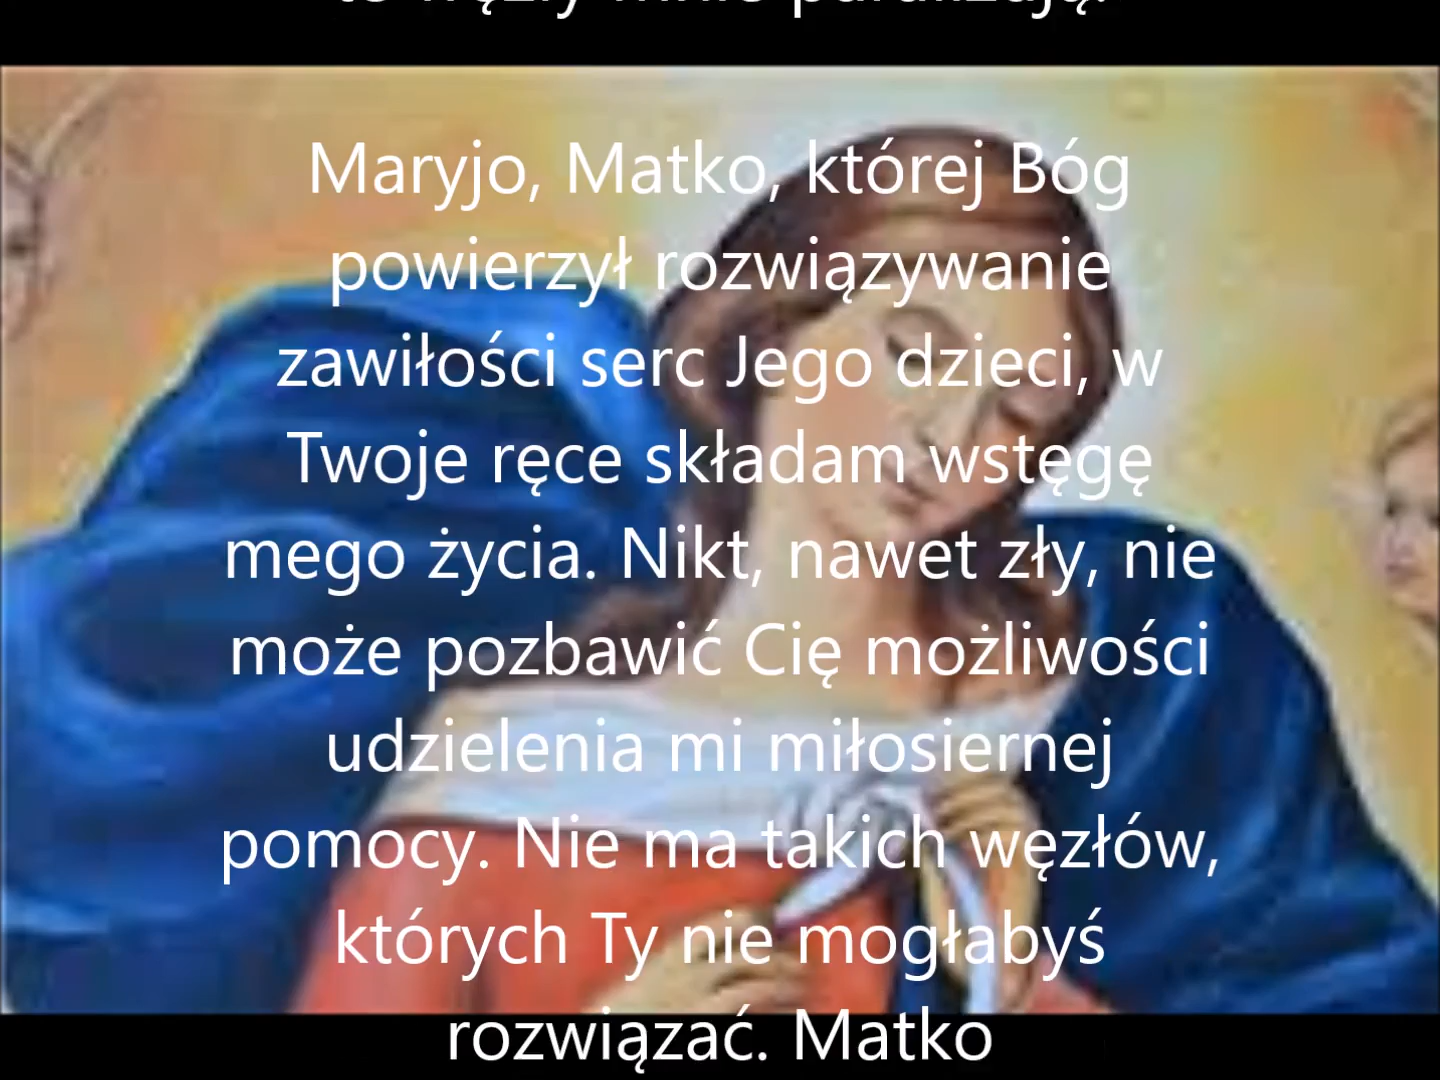 Maryjo, Matko, której Bóg
powierzył rozwiązywanie
zawiłości serc Jego dzieci, w
Twoje ręce składam wstęgę
mego życia. Nikt, nawet zły, nie
może pozbawić Cię możliwości
udzielenia mi miłosiernej
pomocy. Nie ma takich węzłów,
których Ty nie mogłabyś
rozwiązać. Matko